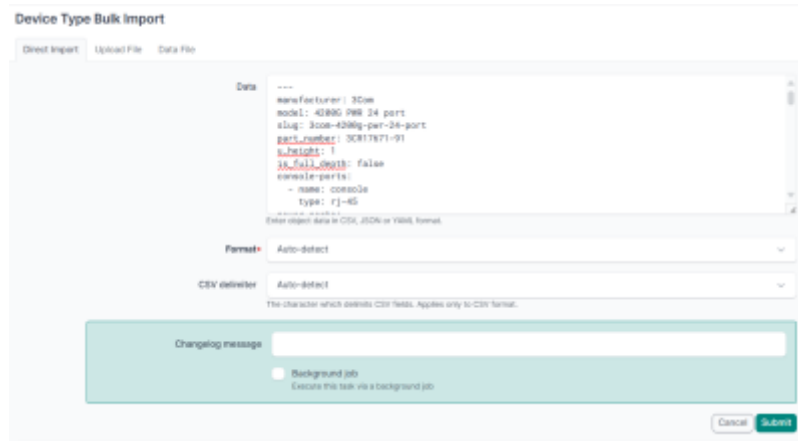 Device Type Bulk Import
Direct Import Upload File Data File
Data
---
manufacturer: 3Com
model: 4200G PWR 24 port
slug: 3com-4200g-pwr-24-port
part_number: 3CR17671-91
u_height: 1
is_full_depth: false
console-ports:
- name: console
type: rj-45
Enter object data in CSV, JSON or YAML format.
Format* Auto-detect
CSV delimiter Auto-detect
The character which delimits CSV fields. Applies only to CSV format.
Changelog message
Background job
Execute this task via a background job
Cancel Submit